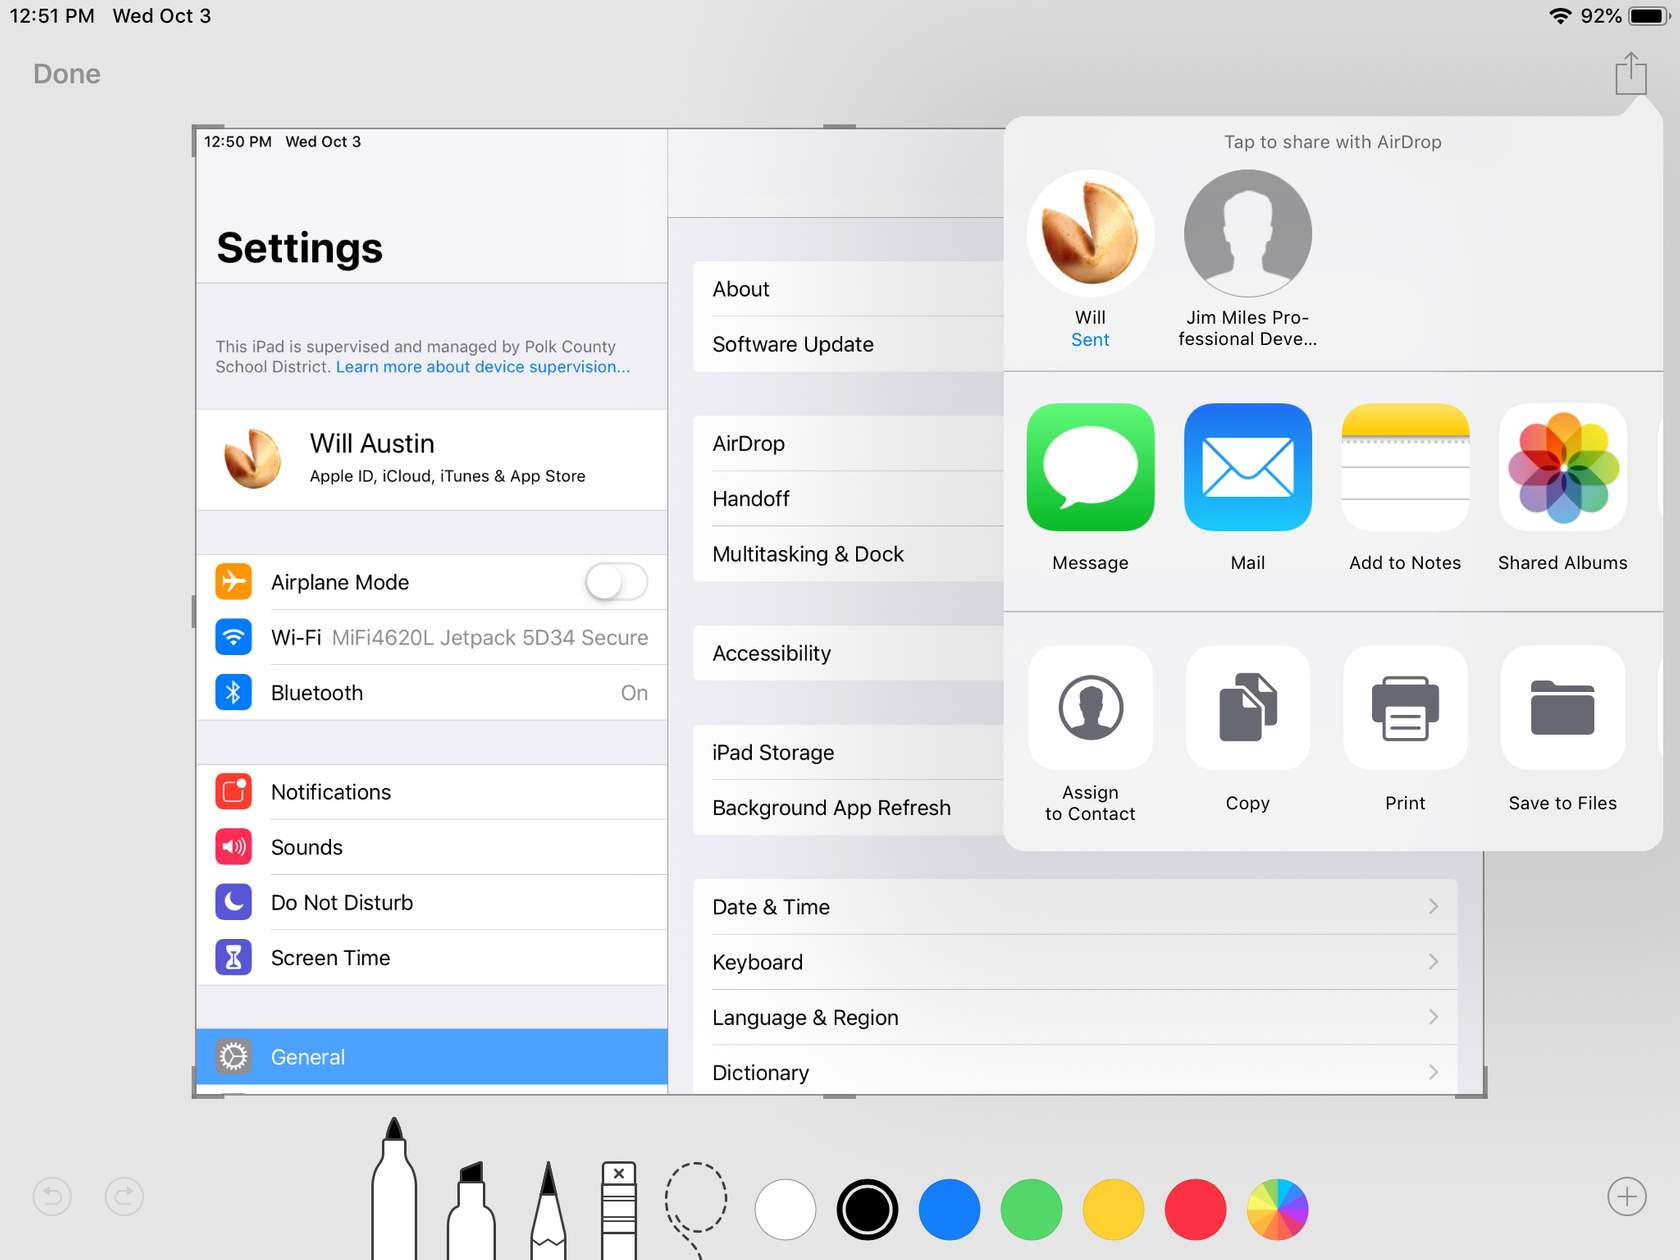 12:51 PM Wed Oct 3
92%
Done
12:50 PM Wed Oct 3
Settings
This iPad is supervised and managed by Polk County
School District. Learn more about device supervision...
Will Austin
Apple ID, iCloud, iTunes & App Store
Airplane Mode
Wi-Fi MiFi4620L Jetpack 5D34 Secure
Bluetooth On
Notifications
Sounds
Do Not Disturb
Screen Time
General
About
Software Update
AirDrop
Handoff
Multitasking & Dock
Accessibility
iPad Storage
Background App Refresh
Date & Time
Keyboard
Language & Region
Dictionary
Tap to share with AirDrop
Will
Sent
Jim Miles Pro-
fessional Deve...
Message
Mail
Add to Notes
Shared Albums
Assign
to Contact
Copy
Print
Save to Files